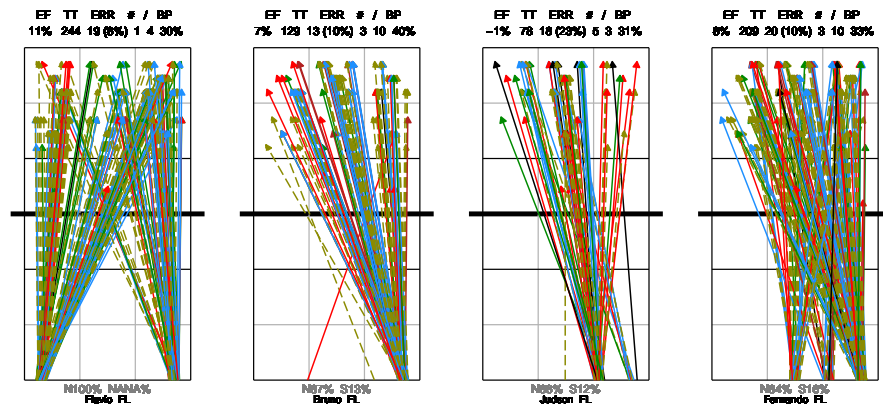 EF TT ERR # / BP
11% 244 19 (8%) 1 4 30%
N100% NANA%
Flavio FL
EF TT ERR # / BP
7% 129 13 (10%) 3 10 40%
N87% S13%
Bruno FL
EF TT ERR # / BP
-1% 78 18 (23%) 5 3 31%
N88% S12%
Judson FL
EF TT ERR # / BP
8% 209 20 (10%) 3 10 33%
N84% S16%
Fernando FL